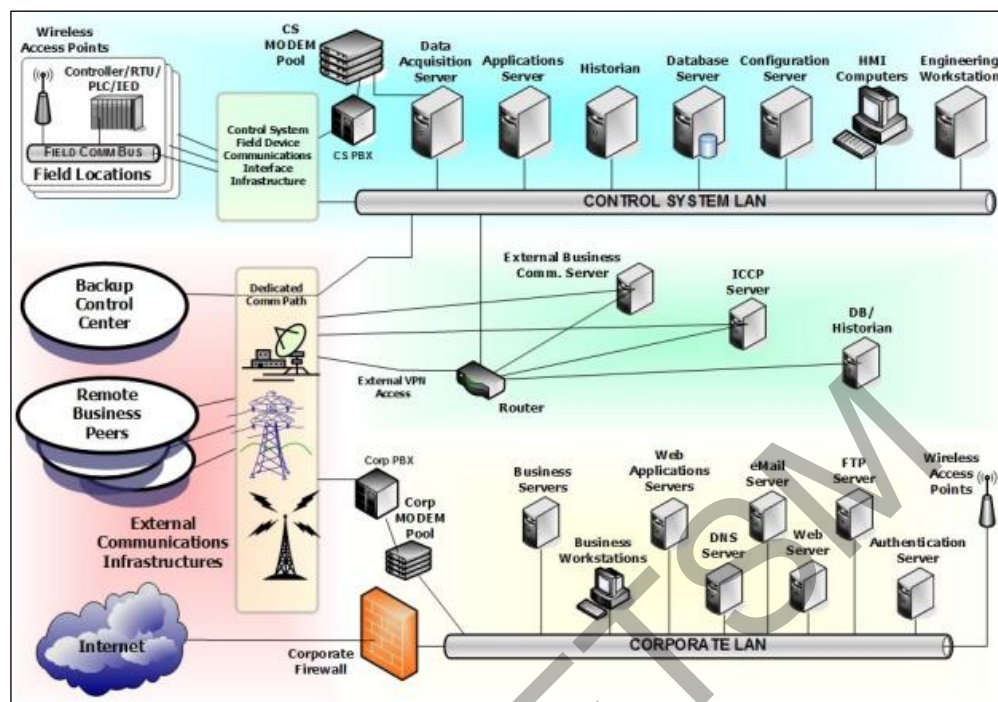 Wireless
Access Points
Controller/RTU/
PLC/IED
FIELD COMM BUS
Field Locations
CS
MODEM
Pool
CS PBX
Control System
Field Device
Communications
Interface
Infrastructure
Data
Acquisition
Server
Applications
Server
Historian
Database
Server
Configuration
Server
HMI
Computers
Engineering
Workstation
CONTROL SYSTEM LAN
Backup
Control
Center
Dedicated
Comm Path
External Business
Comm. Server
ICCP
Server
DB/
Historian
External VPN
Access
Router
Remote
Business
Peers
External
Communications
Infrastructures
Corp PBX
Corp
MODEM
Pool
Business
Servers
Web
Applications
Servers
eMail
Server
FTP
Server
Wireless
Access
Points
Business
Workstations
DNS
Server
Web
Server
Authentication
Server
Internet
Corporate
Firewall
CORPORATE LAN
TSM